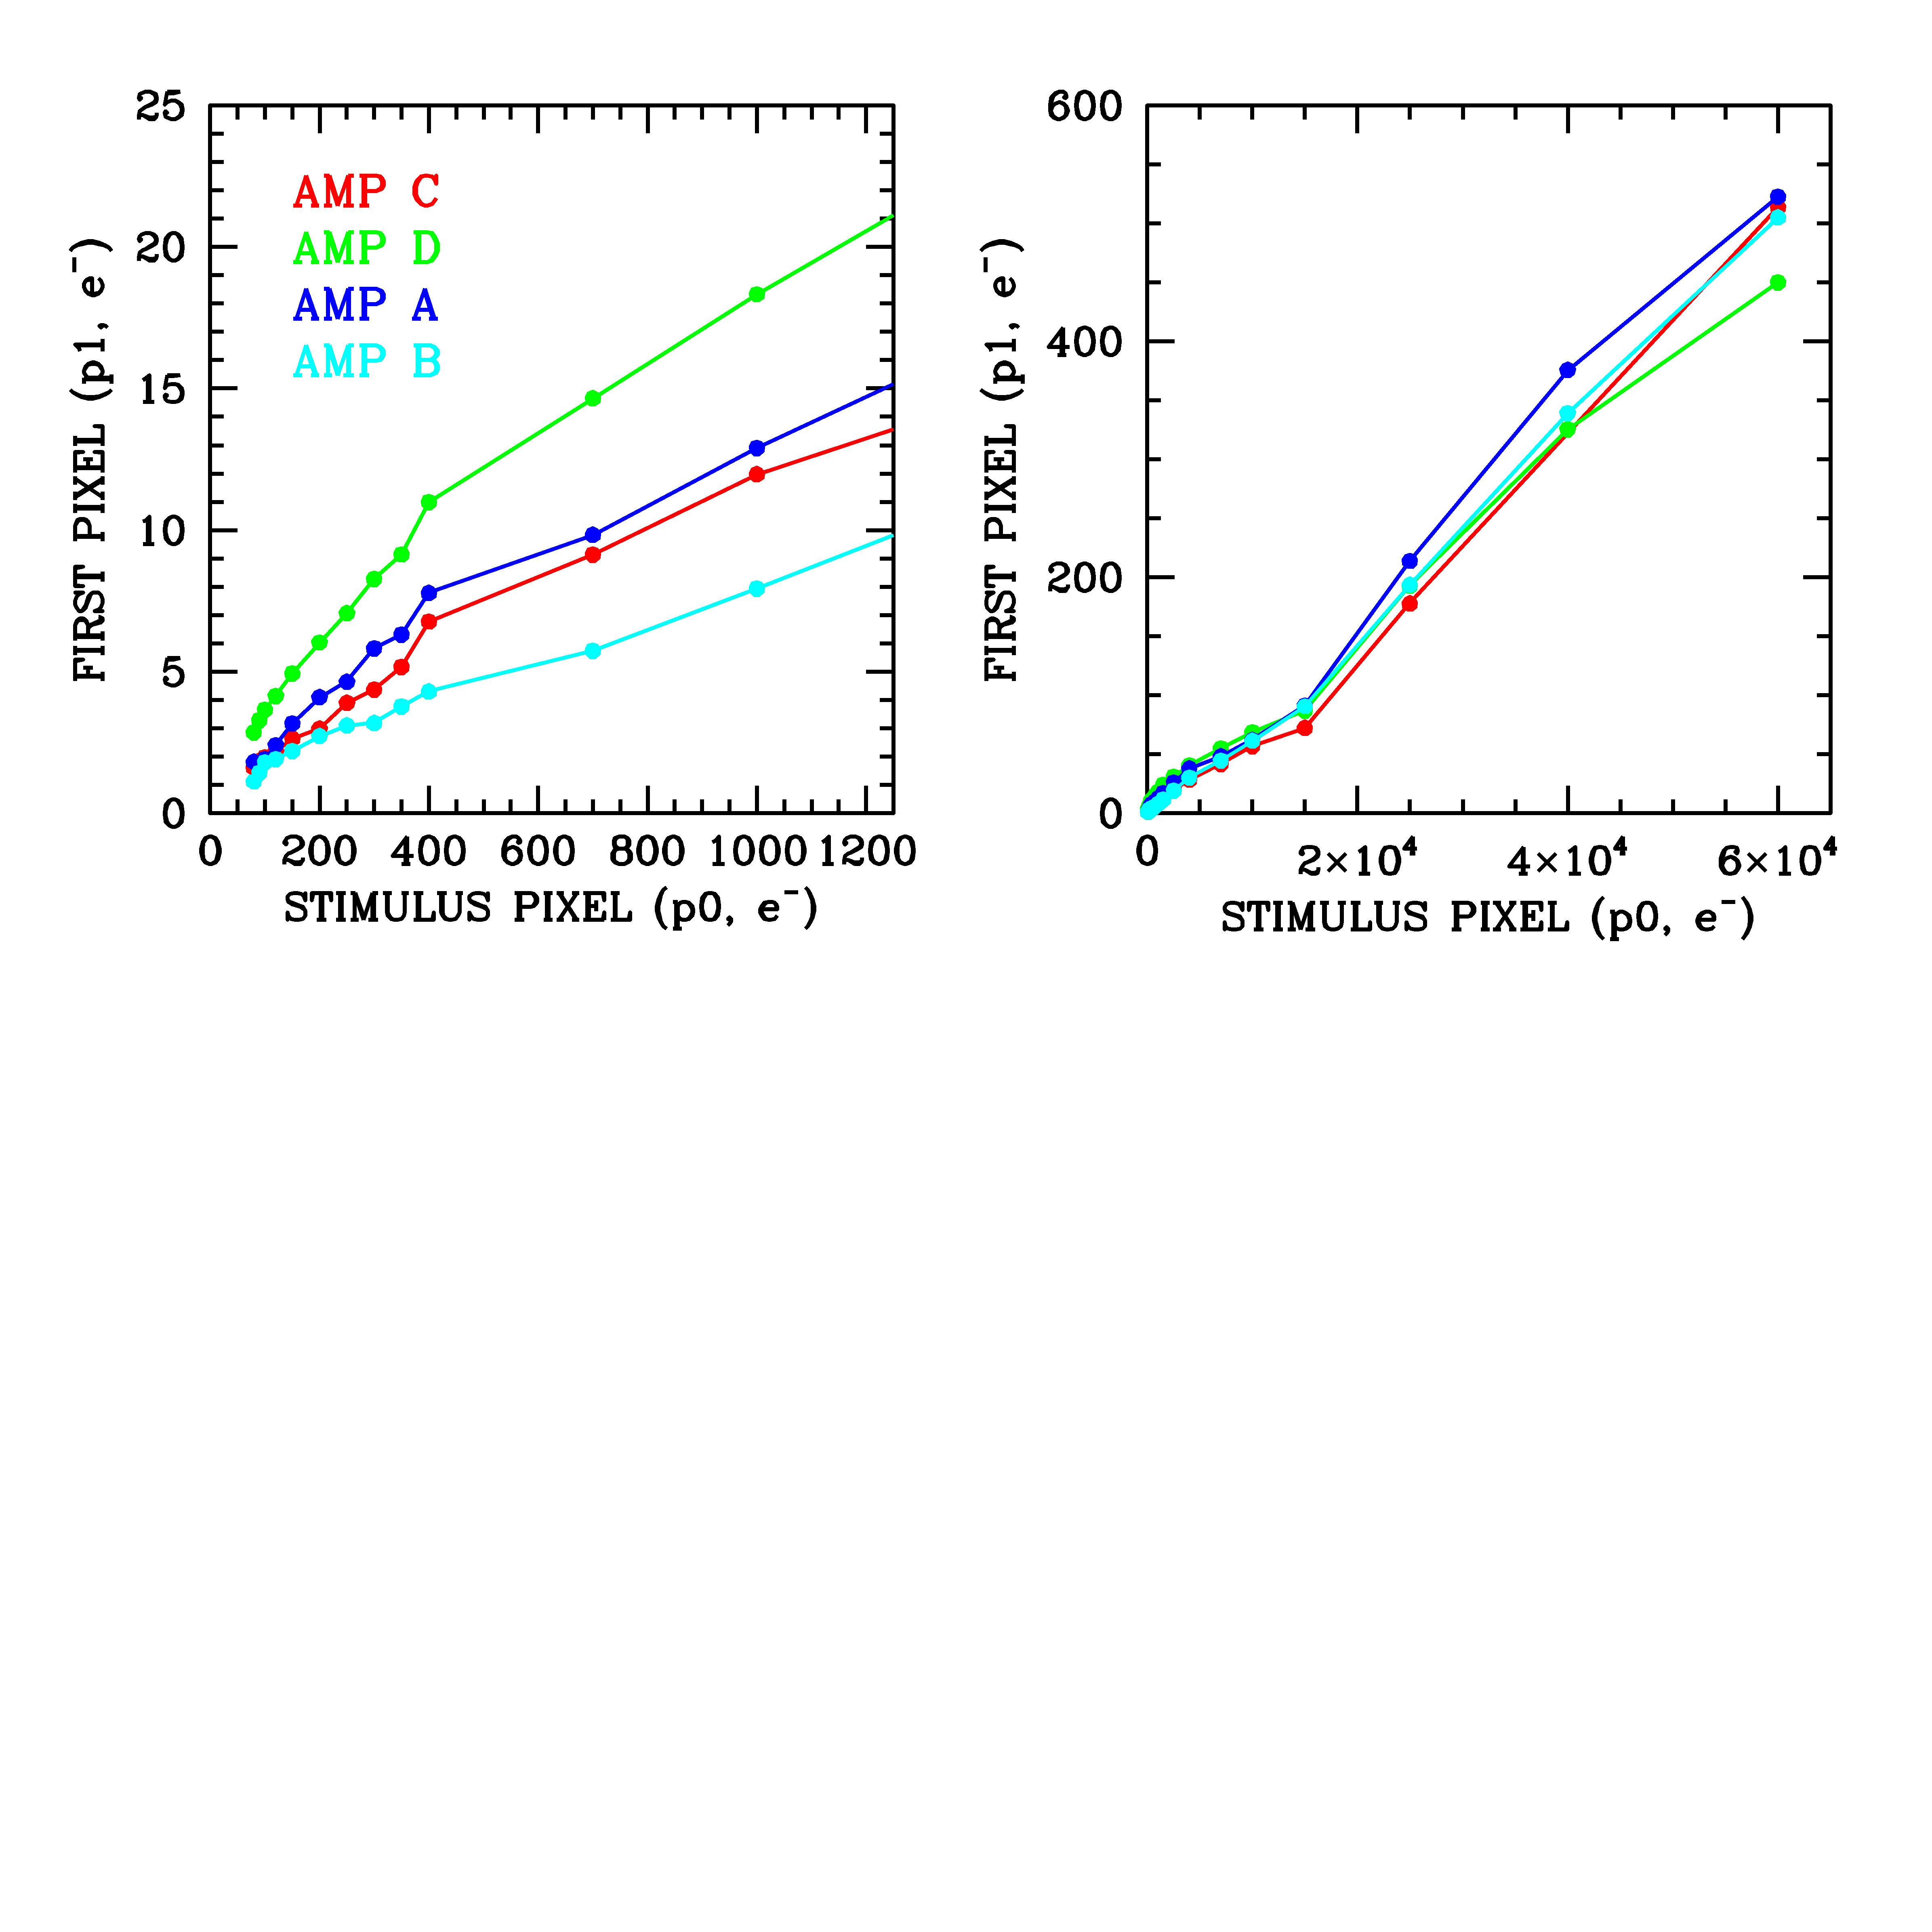 25
20
15
10
5
0
FIRST PIXEL (p1, e⁻)
AMP C
AMP D
AMP A
AMP B
0 200 400 600 800 1000 1200
STIMULUS PIXEL (p0, e⁻)
600
400
200
0
FIRST PIXEL (p1, e⁻)
0 2×10⁴ 4×10⁴ 6×10⁴
STIMULUS PIXEL (p0, e⁻)